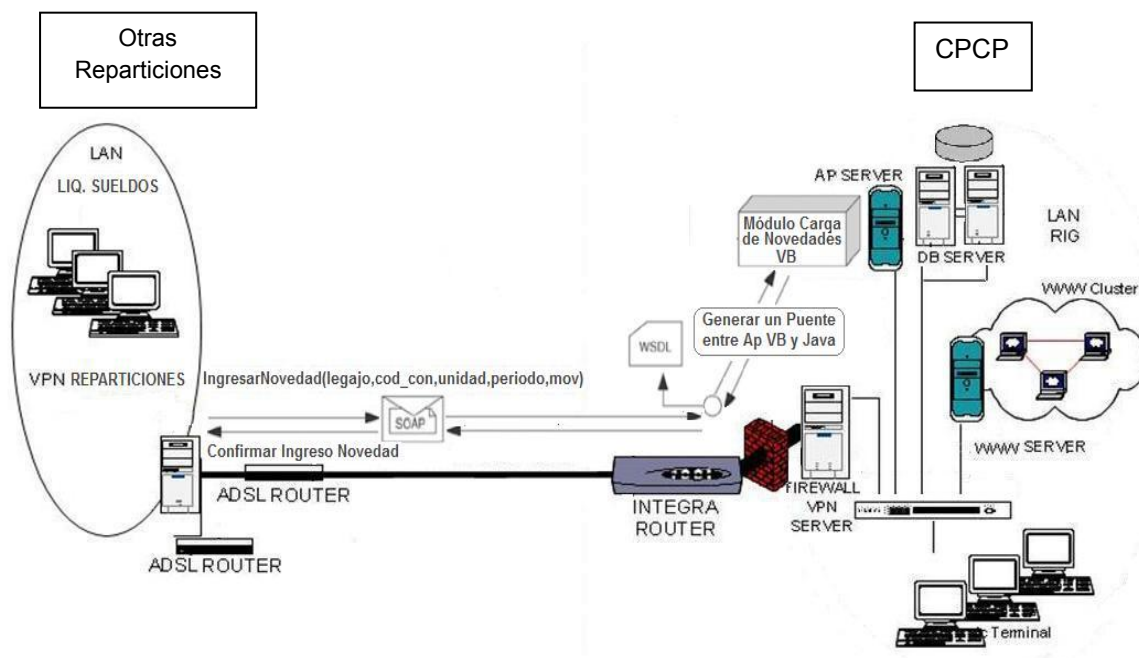 Otras
Reparticiones
CPCP
LAN
LIQ. SUELDOS
VPN REPARTICIONES
IngresarNovedad(legajo,cod_con,unidad,periodo,mov)
SOAP
Confirmar Ingreso Novedad
ADSL ROUTER
ADSL ROUTER
WSDL
Generar un Puente
entre Ap VB y Java
Módulo Carga
de Novedades
VB
AP SERVER
DB SERVER
LAN
RIG
WWW Cluster
WWW SERVER
INTEGRA
ROUTER
FIREWALL
VPN
SERVER
Terminal